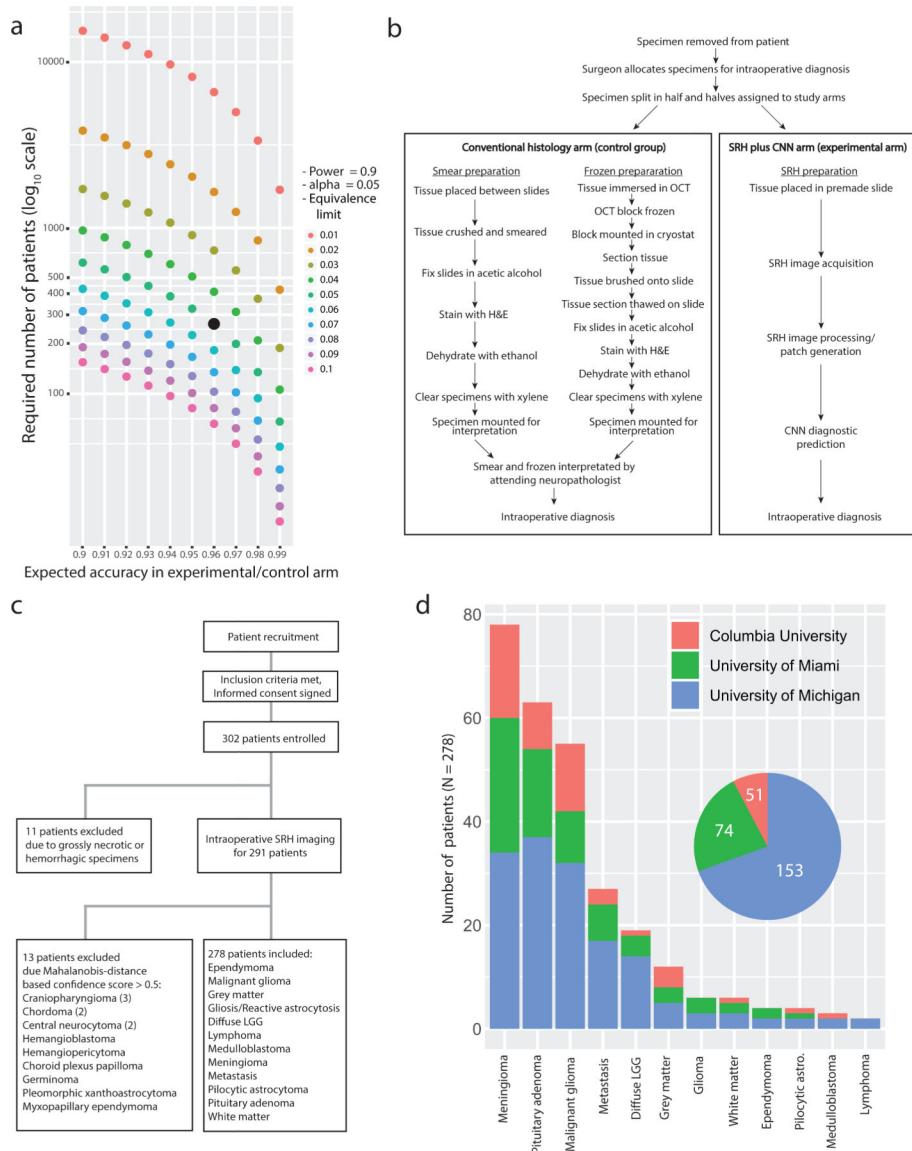 a
Required number of patients (log10 scale)
10000
1000
500
400
300
200
100
- Power = 0.9
- alpha = 0.05
- Equivalence
limit
0.01
0.02
0.03
0.04
0.05
0.06
0.07
0.08
0.09
0.1
0.9
0.91
0.92
0.93
0.94
0.95
0.96
0.97
0.98
0.99
Expected accuracy in experimental/control arm
b
Specimen removed from patient
Surgeon allocates specimens for intraoperative diagnosis
Specimen split in half and halves assigned to study arms
Conventional histology arm (control group)
Smear preparation
Tissue placed between slides
Tissue crushed and smeared
Fix slides in acetic alcohol
Stain with H&E
Dehydrate with ethanol
Clear specimens with xylene
Specimen mounted for
interpretation
Frozen prepararation
Tissue immersed in OCT
OCT block frozen
Block mounted in cryostat
Section tissue
Tissue brushed onto slide
Tissue section thawed on slide
Fix slides in acetic alcohol
Stain with H&E
Dehydrate with ethanol
Clear specimens with xylene
Specimen mounted for
interpretation
Smear and frozen interpretated by
attending neuropathologist
Intraoperative diagnosis
SRH plus CNN arm (experimental arm)
SRH preparation
Tissue placed in premade slide
SRH image acquisition
SRH image processing/
patch generation
CNN diagnostic
prediction
Intraoperative diagnosis
c
Patient recruitment
Inclusion criteria met,
Informed consent signed
302 patients entrolled
11 patients excluded
due to grossly necrotic or
hemorrhagic specimens
Intraoperative SRH imaging
for 291 patients
13 patients excluded
due Mahalanobis-distance
based confidence score > 0.5:
Craniopharyngioma (3)
Chordoma (2)
Central neurocytoma (2)
Hemangioblastoma
Hemangiopericytoma
Choroid plexus papilloma
Germinoma
Pleomorphic xanthoastrocytoma
Myxopapillary ependymoma
278 patients included:
Ependymoma
Malignant glioma
Grey matter
Gliosis/Reactive astrocytosis
Diffuse LGG
Lymphoma
Medulloblastoma
Meningioma
Metastasis
Pilocytic astrocytoma
Pituitary adenoma
White matter
d
Number of patients (N = 278)
80
60
40
20
0
Columbia University
University of Miami
University of Michigan
51
74
153
Meningioma
Pituitary adenoma
Malignant glioma
Metastasis
Diffuse LGG
Grey matter
Glioma
White matter
Ependymoma
Pilocytic astro.
Medulloblastoma
Lymphoma